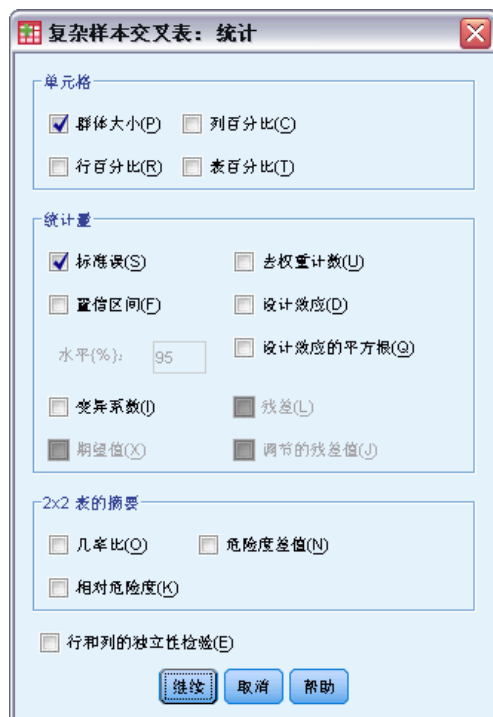 复杂样本交叉表：统计
单元格
群体大小(P) 列百分比(C)
行百分比(R) 表百分比(T)
统计量
标准误(S) 去权重计数(U)
置信区间(F) 设计效应(D)
水平{%}： 95 设计效应的平方根(Q)
变异系数(I) 残差(L)
期望值(X) 调节的残差值(J)
2x2 表的摘要
几率比(O) 危险度差值(N)
相对危险度(K)
行和列的独立性检验(E)
继续 取消 帮助